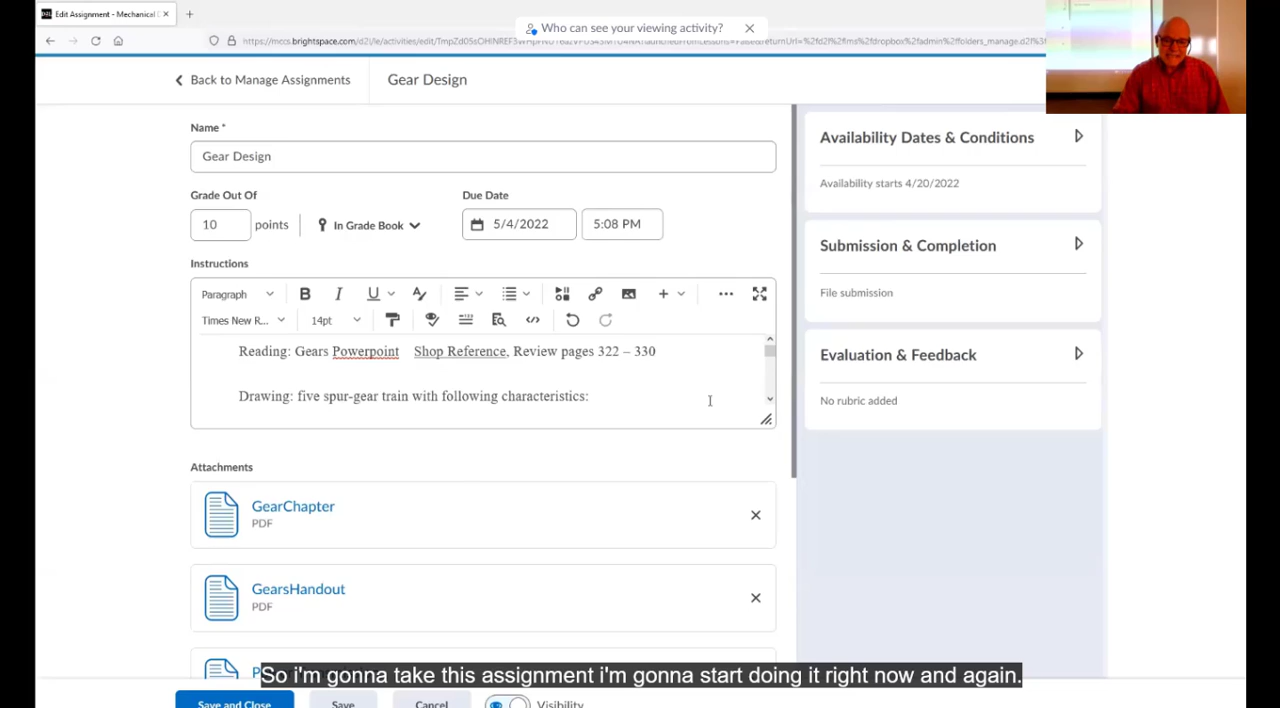 Edit Assignment - Mechanical D
Who can see your viewing activity?
Back to Manage Assignments
Gear Design
Name *
Gear Design
Grade Out Of
Due Date
10 points
In Grade Book
5/4/2022
5:08 PM
Instructions
Paragraph
Times New R...
14pt
Reading: Gears Powerpoint Shop Reference, Review pages 322 – 330
Drawing: five spur-gear train with following characteristics:
Attachments
GearChapter
PDF
GearsHandout
PDF
Availability Dates & Conditions
Availability starts 4/20/2022
Submission & Completion
File submission
Evaluation & Feedback
No rubric added
So i'm gonna take this assignment i'm gonna start doing it right now and again.
Save and Close
Save
Cancel
Visibility